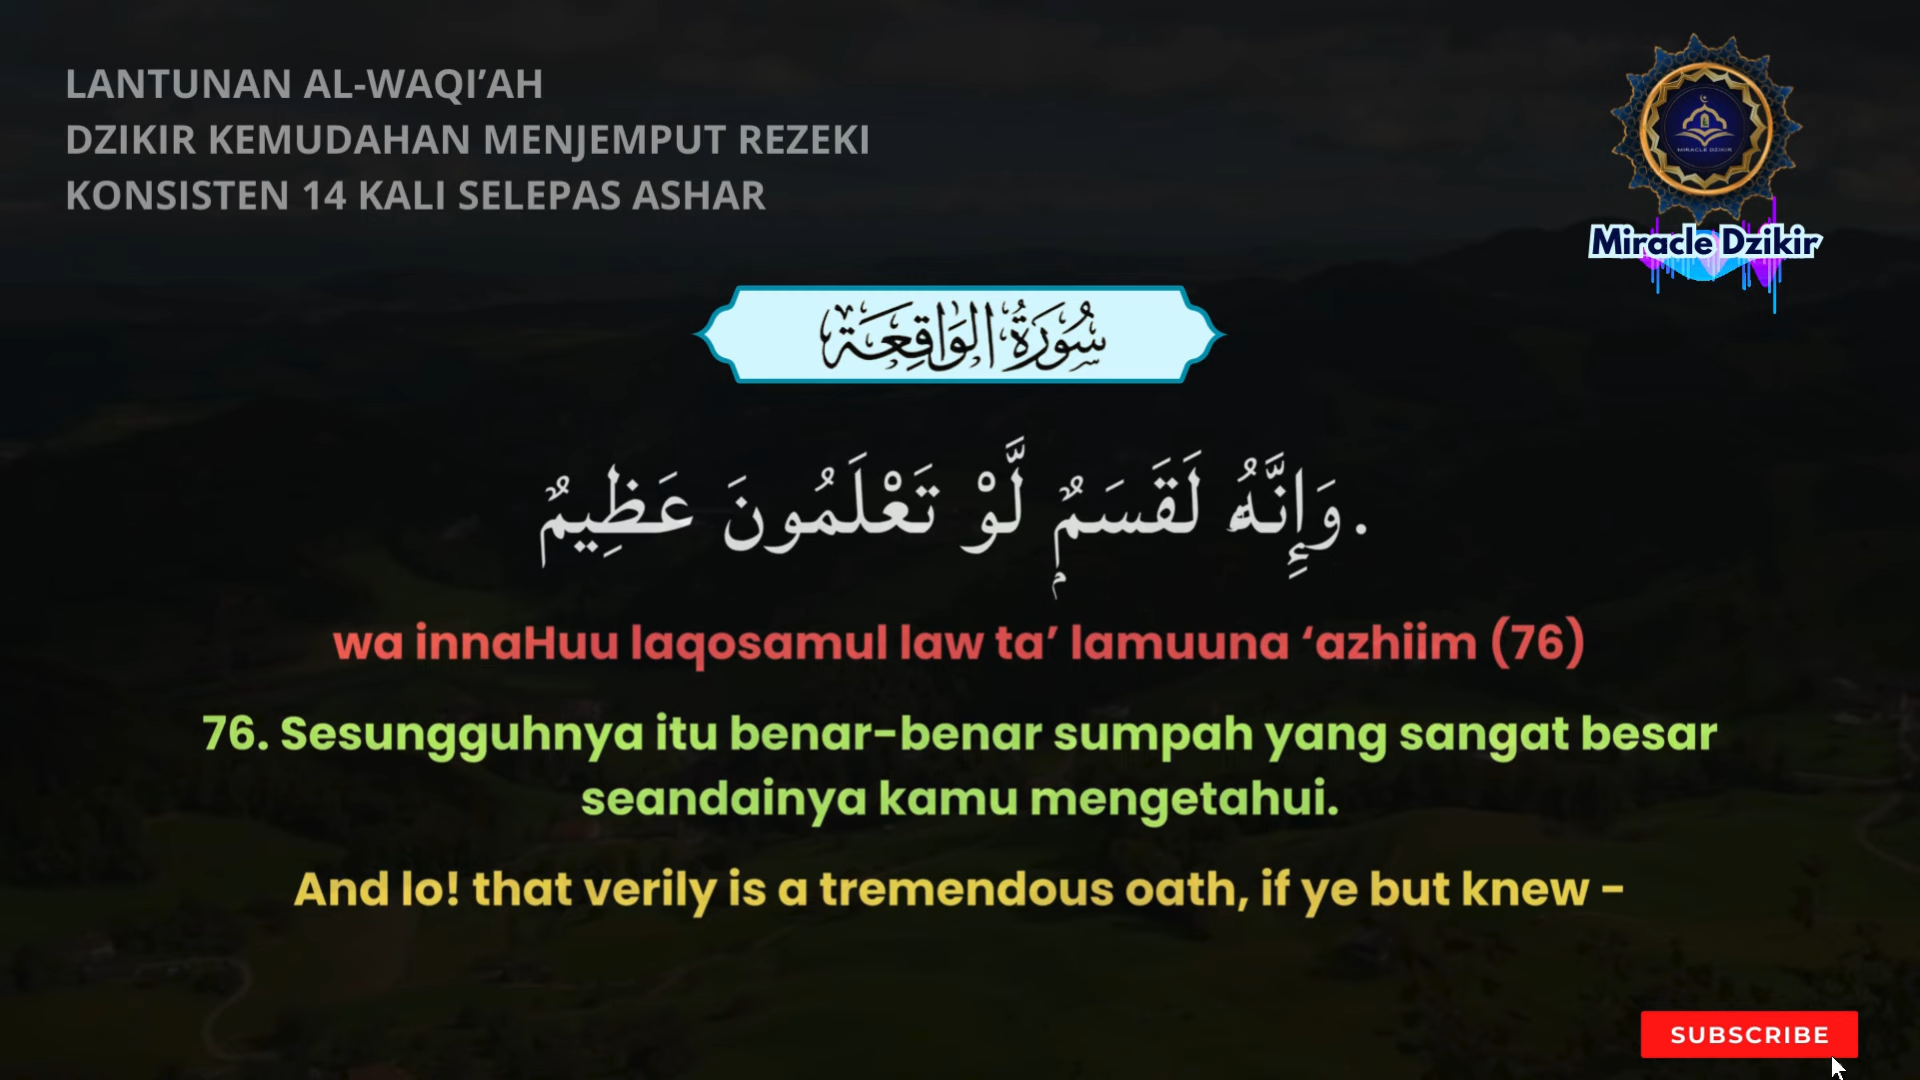 LANTUNAN AL-WAQI’AH
DZIKIR KEMUDAHAN MENJEMPUT REZEKI
KONSISTEN 14 KALI SELEPAS ASHAR
MIRACLE DZIKIR
Miracle Dzikir
سُورَةُ الوَاقِعَة
وَإِنَّهُۥ لَقَسَمٌۭ لَّوْ تَعْلَمُونَ عَظِيمٌ.
wa innaHuu laqosamul law ta’ lamuuna ‘azhiim (76)
76. Sesungguhnya itu benar-benar sumpah yang sangat besar
seandainya kamu mengetahui.
And lo! that verily is a tremendous oath, if ye but knew -
SUBSCRIBE